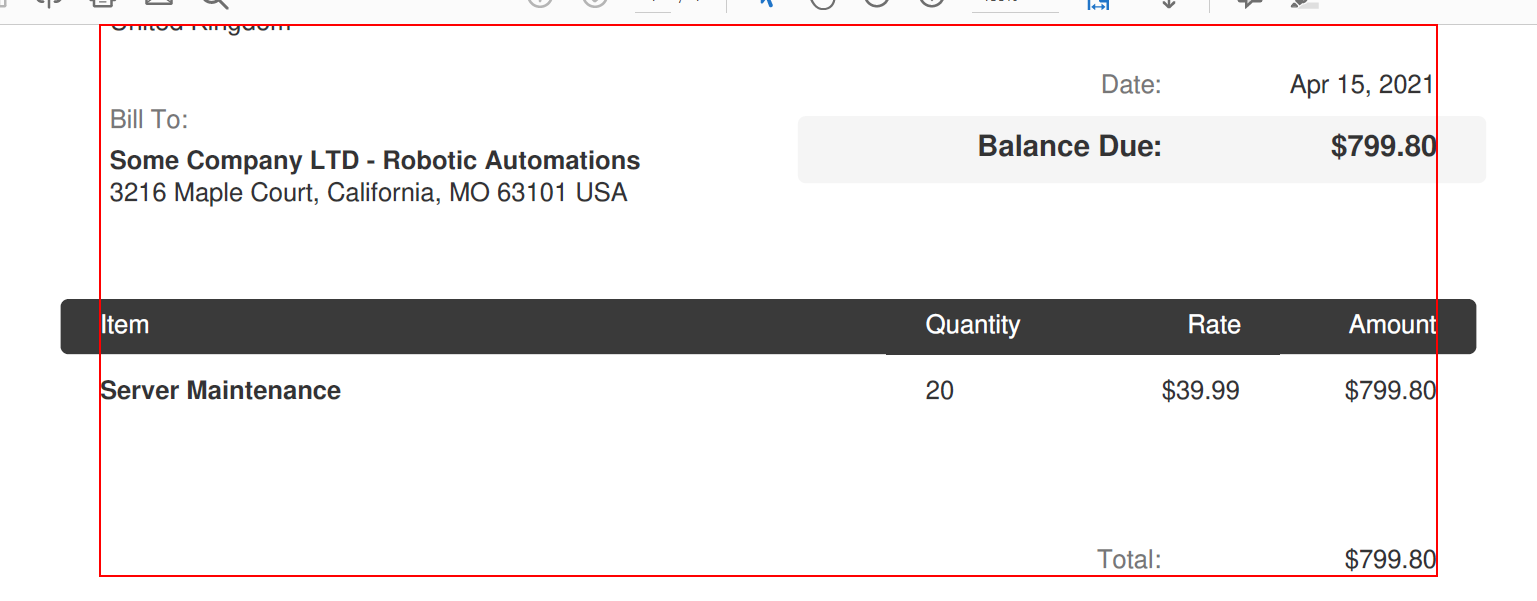 United Kingdom
Date: Apr 15, 2021
Bill To:
Balance Due: $799.80
Some Company LTD - Robotic Automations
3216 Maple Court, California, MO 63101 USA
Item Quantity Rate Amount
Server Maintenance 20 $39.99 $799.80
Total: $799.80